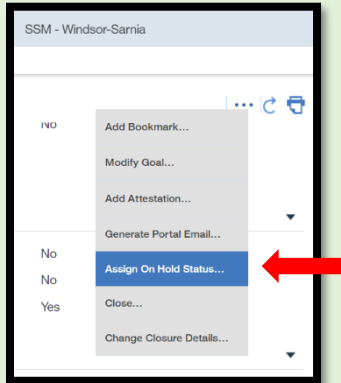 SSM - Windsor-Sarnia
No
Add Bookmark...
Modify Goal...
Add Attestation...
Generate Portal Email...
No
Assign On Hold Status...
No
Yes
Close...
Change Closure Details...